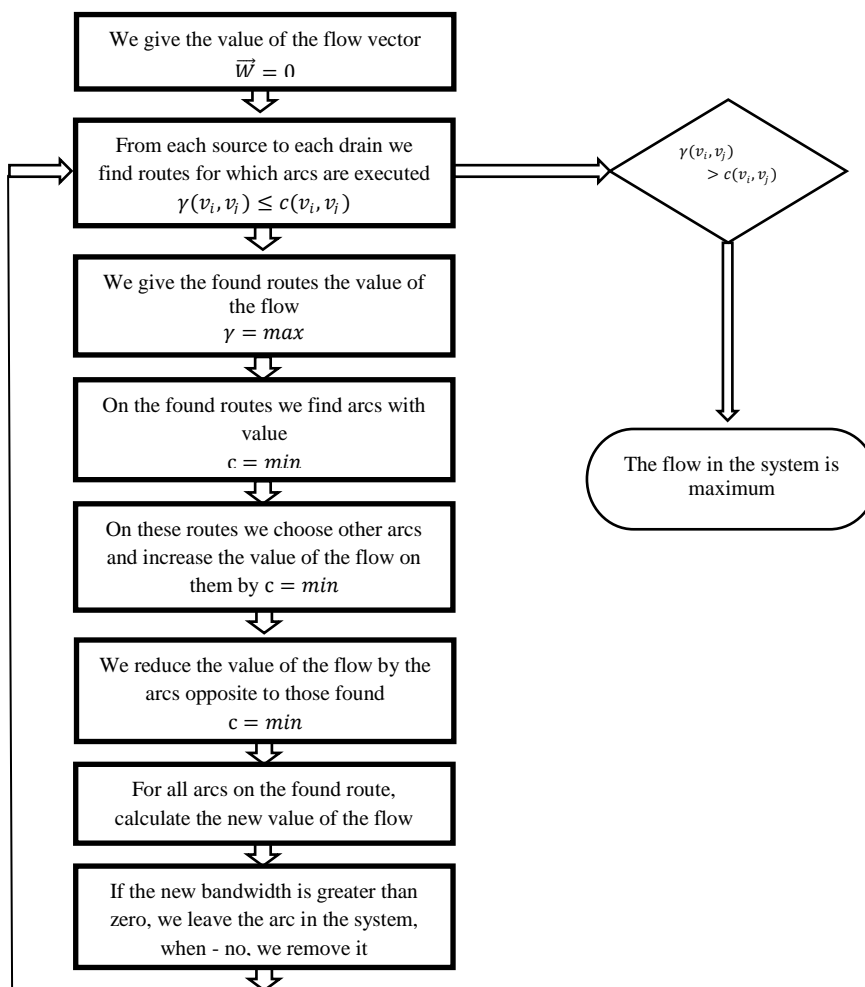 We give the value of the flow vector
W⃗ = 0
From each source to each drain we
find routes for which arcs are executed
γ(vᵢ, vⱼ) ≤ c(vᵢ, vⱼ)
γ(vᵢ, vⱼ)
> c(vᵢ, vⱼ)
We give the found routes the value of
the flow
γ = max
On the found routes we find arcs with
value
c = min
The flow in the system is
maximum
On these routes we choose other arcs
and increase the value of the flow on
them by c = min
We reduce the value of the flow by the
arcs opposite to those found
c = min
For all arcs on the found route,
calculate the new value of the flow
If the new bandwidth is greater than
zero, we leave the arc in the system,
when - no, we remove it